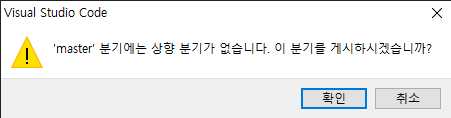 Visual Studio Code
'master' 분기에는 상향 분기가 없습니다. 이 분기를 게시하시겠습니까?
확인 취소